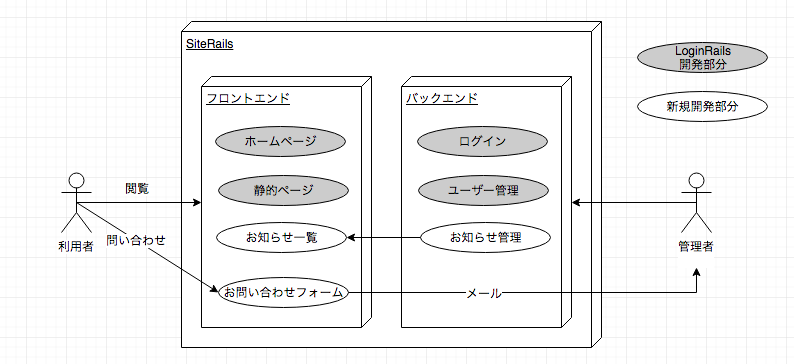 SiteRails
フロントエンド
ホームページ
静的ページ
お知らせ一覧
お問い合わせフォーム
バックエンド
ログイン
ユーザー管理
お知らせ管理
メール
閲覧
問い合わせ
利用者
管理者
LoginRails
開発部分
新規開発部分